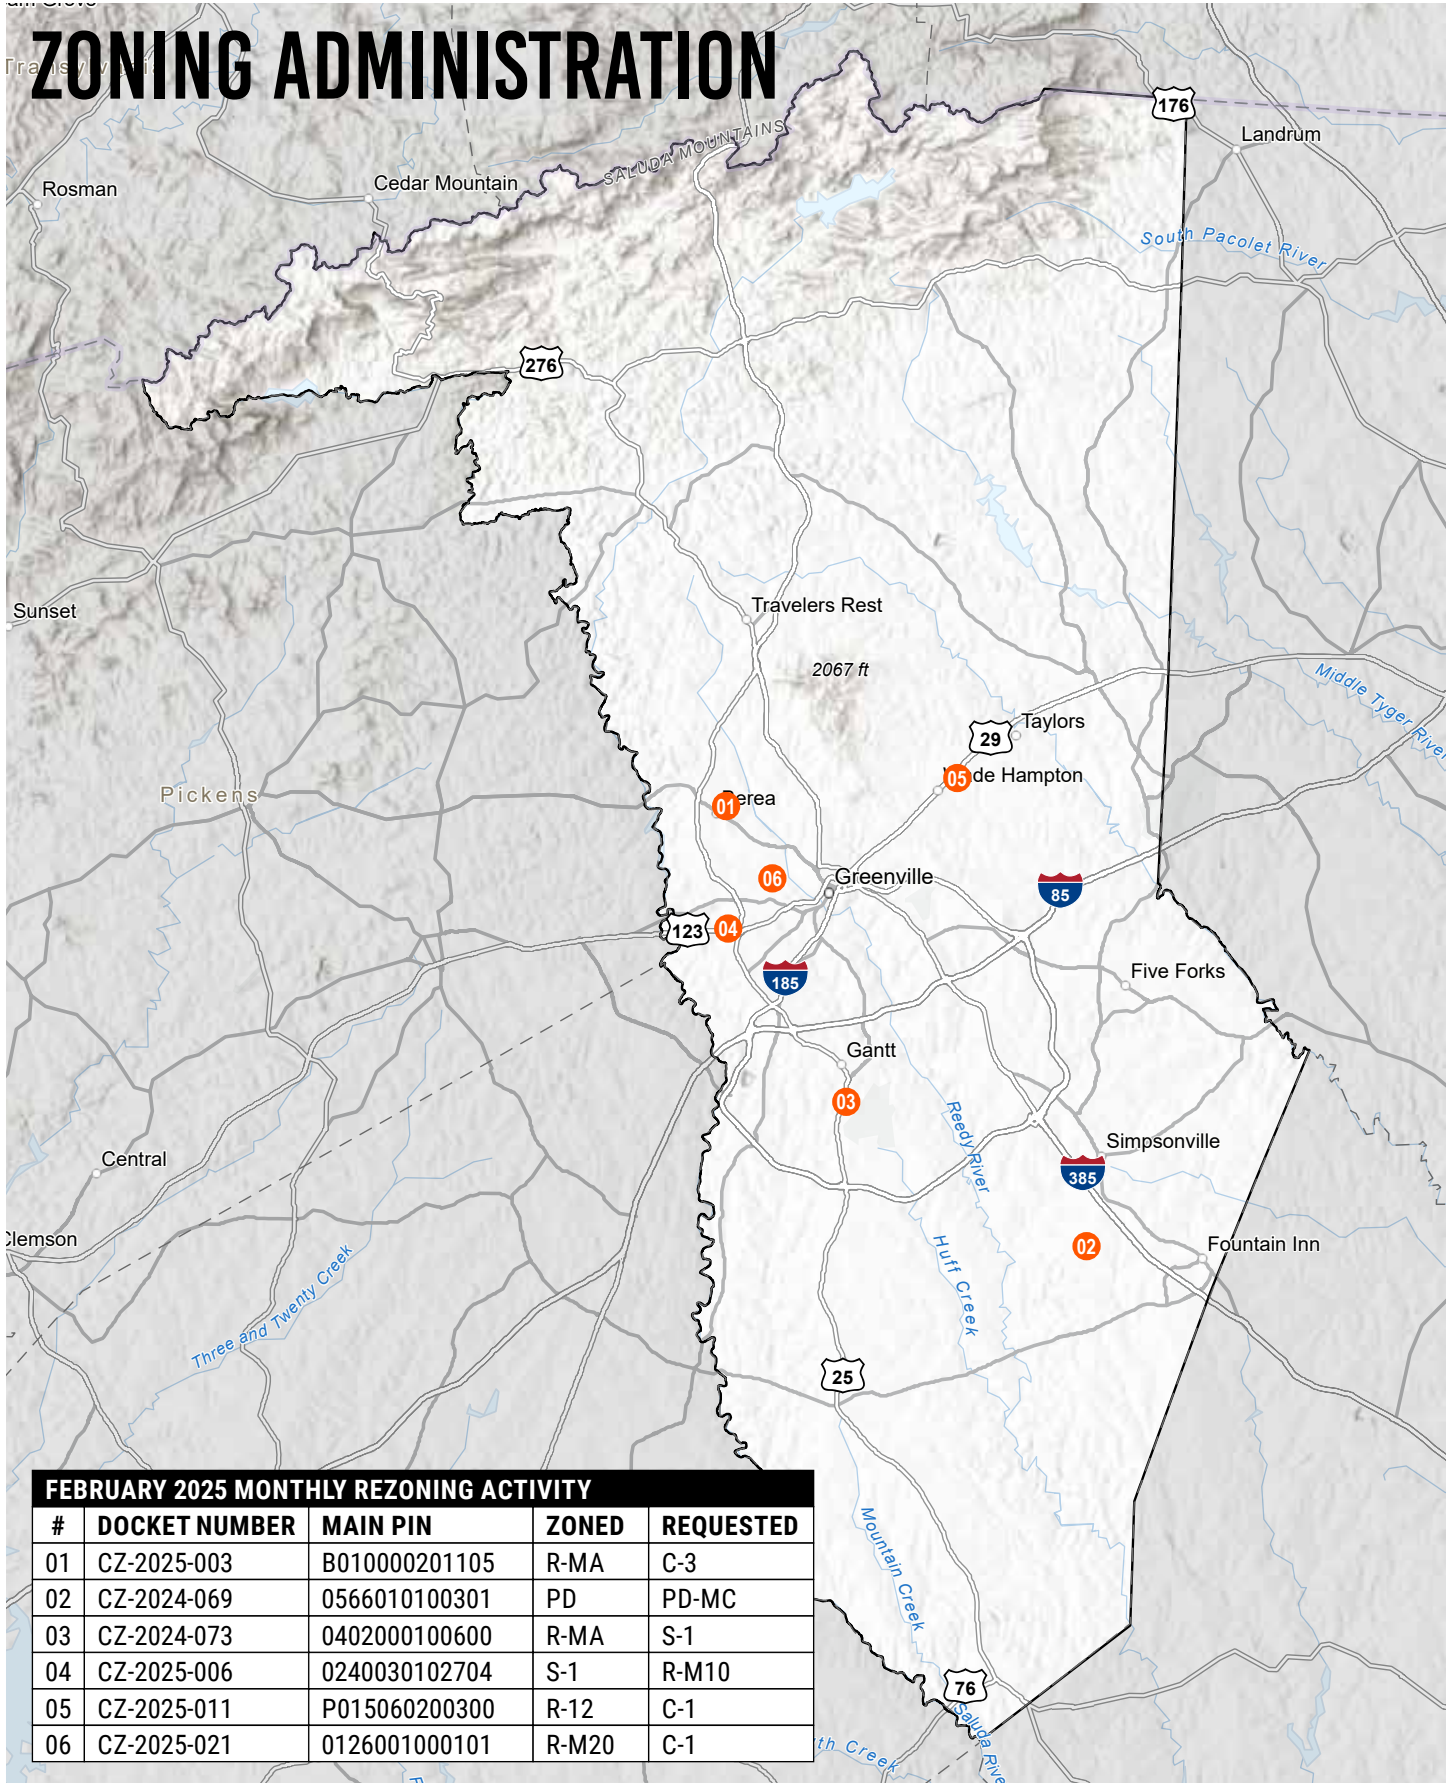 ZONING ADMINISTRATION
176
Landrum
Rosman
Cedar Mountain
SALUDA MOUNTAINS
South Pacolet River
276
Sunset
Travelers Rest
2067 ft
Middle Tyger River
29
Taylors
05
Hampton
Pickens
01
06
Greenville
85
123
04
185
Five Forks
Gantt
03
Reedy River
Central
Simpsonville
385
Clemson
02
Fountain Inn
Huff Creek
Three and Twenty Creek
25
Mountain Creek
76
Saluda River
Creek
FEBRUARY 2025 MONTHLY REZONING ACTIVITY
# DOCKET NUMBER MAIN PIN ZONED REQUESTED
01 CZ-2025-003 B010000201105 R-MA C-3
02 CZ-2024-069 0566010100301 PD PD-MC
03 CZ-2024-073 0402000100600 R-MA S-1
04 CZ-2025-006 0240030102704 S-1 R-M10
05 CZ-2025-011 P015060200300 R-12 C-1
06 CZ-2025-021 0126001000101 R-M20 C-1